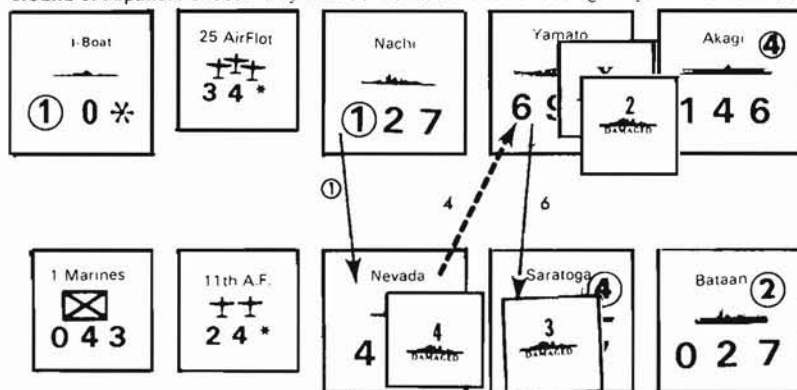 I-Boat
① 0 *
25 AirFlot
3 4 *
Nachi
① 2 7
Yamato
6 9
2
DAMAGED
Akagi ④
1 4 6
①
4
6
1 Marines
0 4 3
11th A.F.
2 4 *
Nevada
4
4
DAMAGED
Saratoga ④
3
DAMAGED
Bataan ②
0 2 7